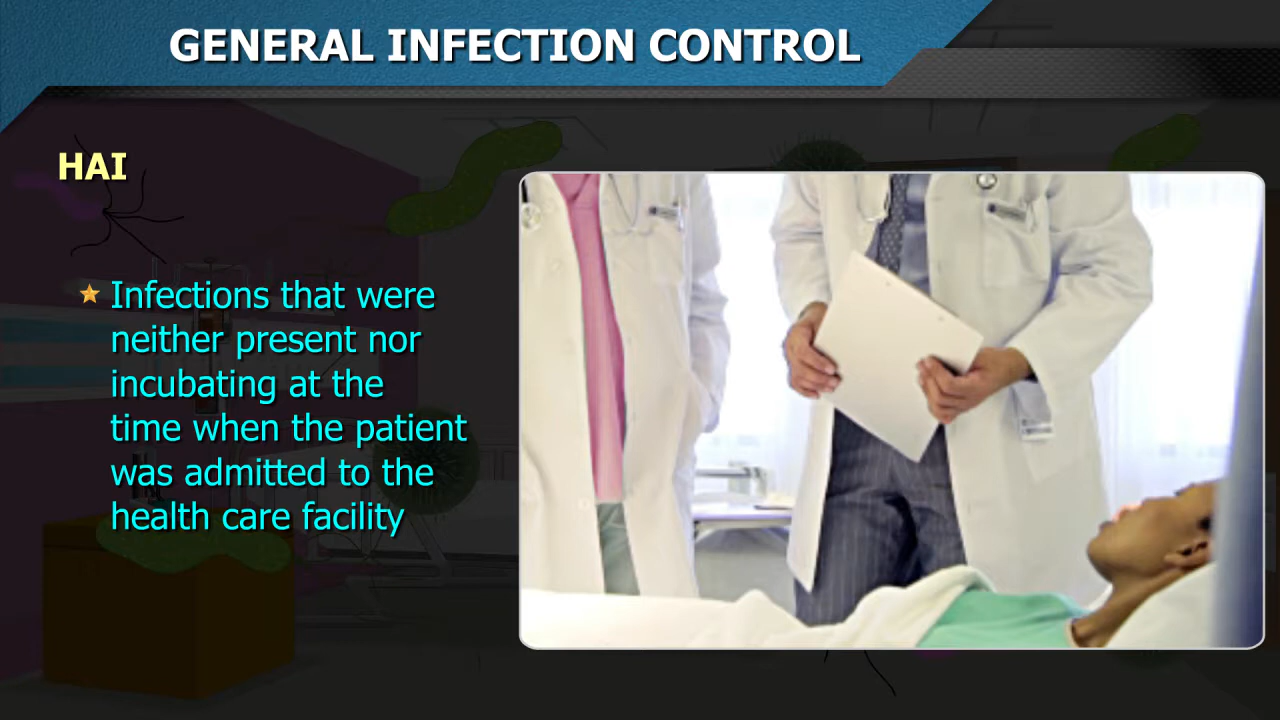 GENERAL INFECTION CONTROL
HAI
Infections that were
neither present nor
incubating at the
time when the patient
was admitted to the
health care facility